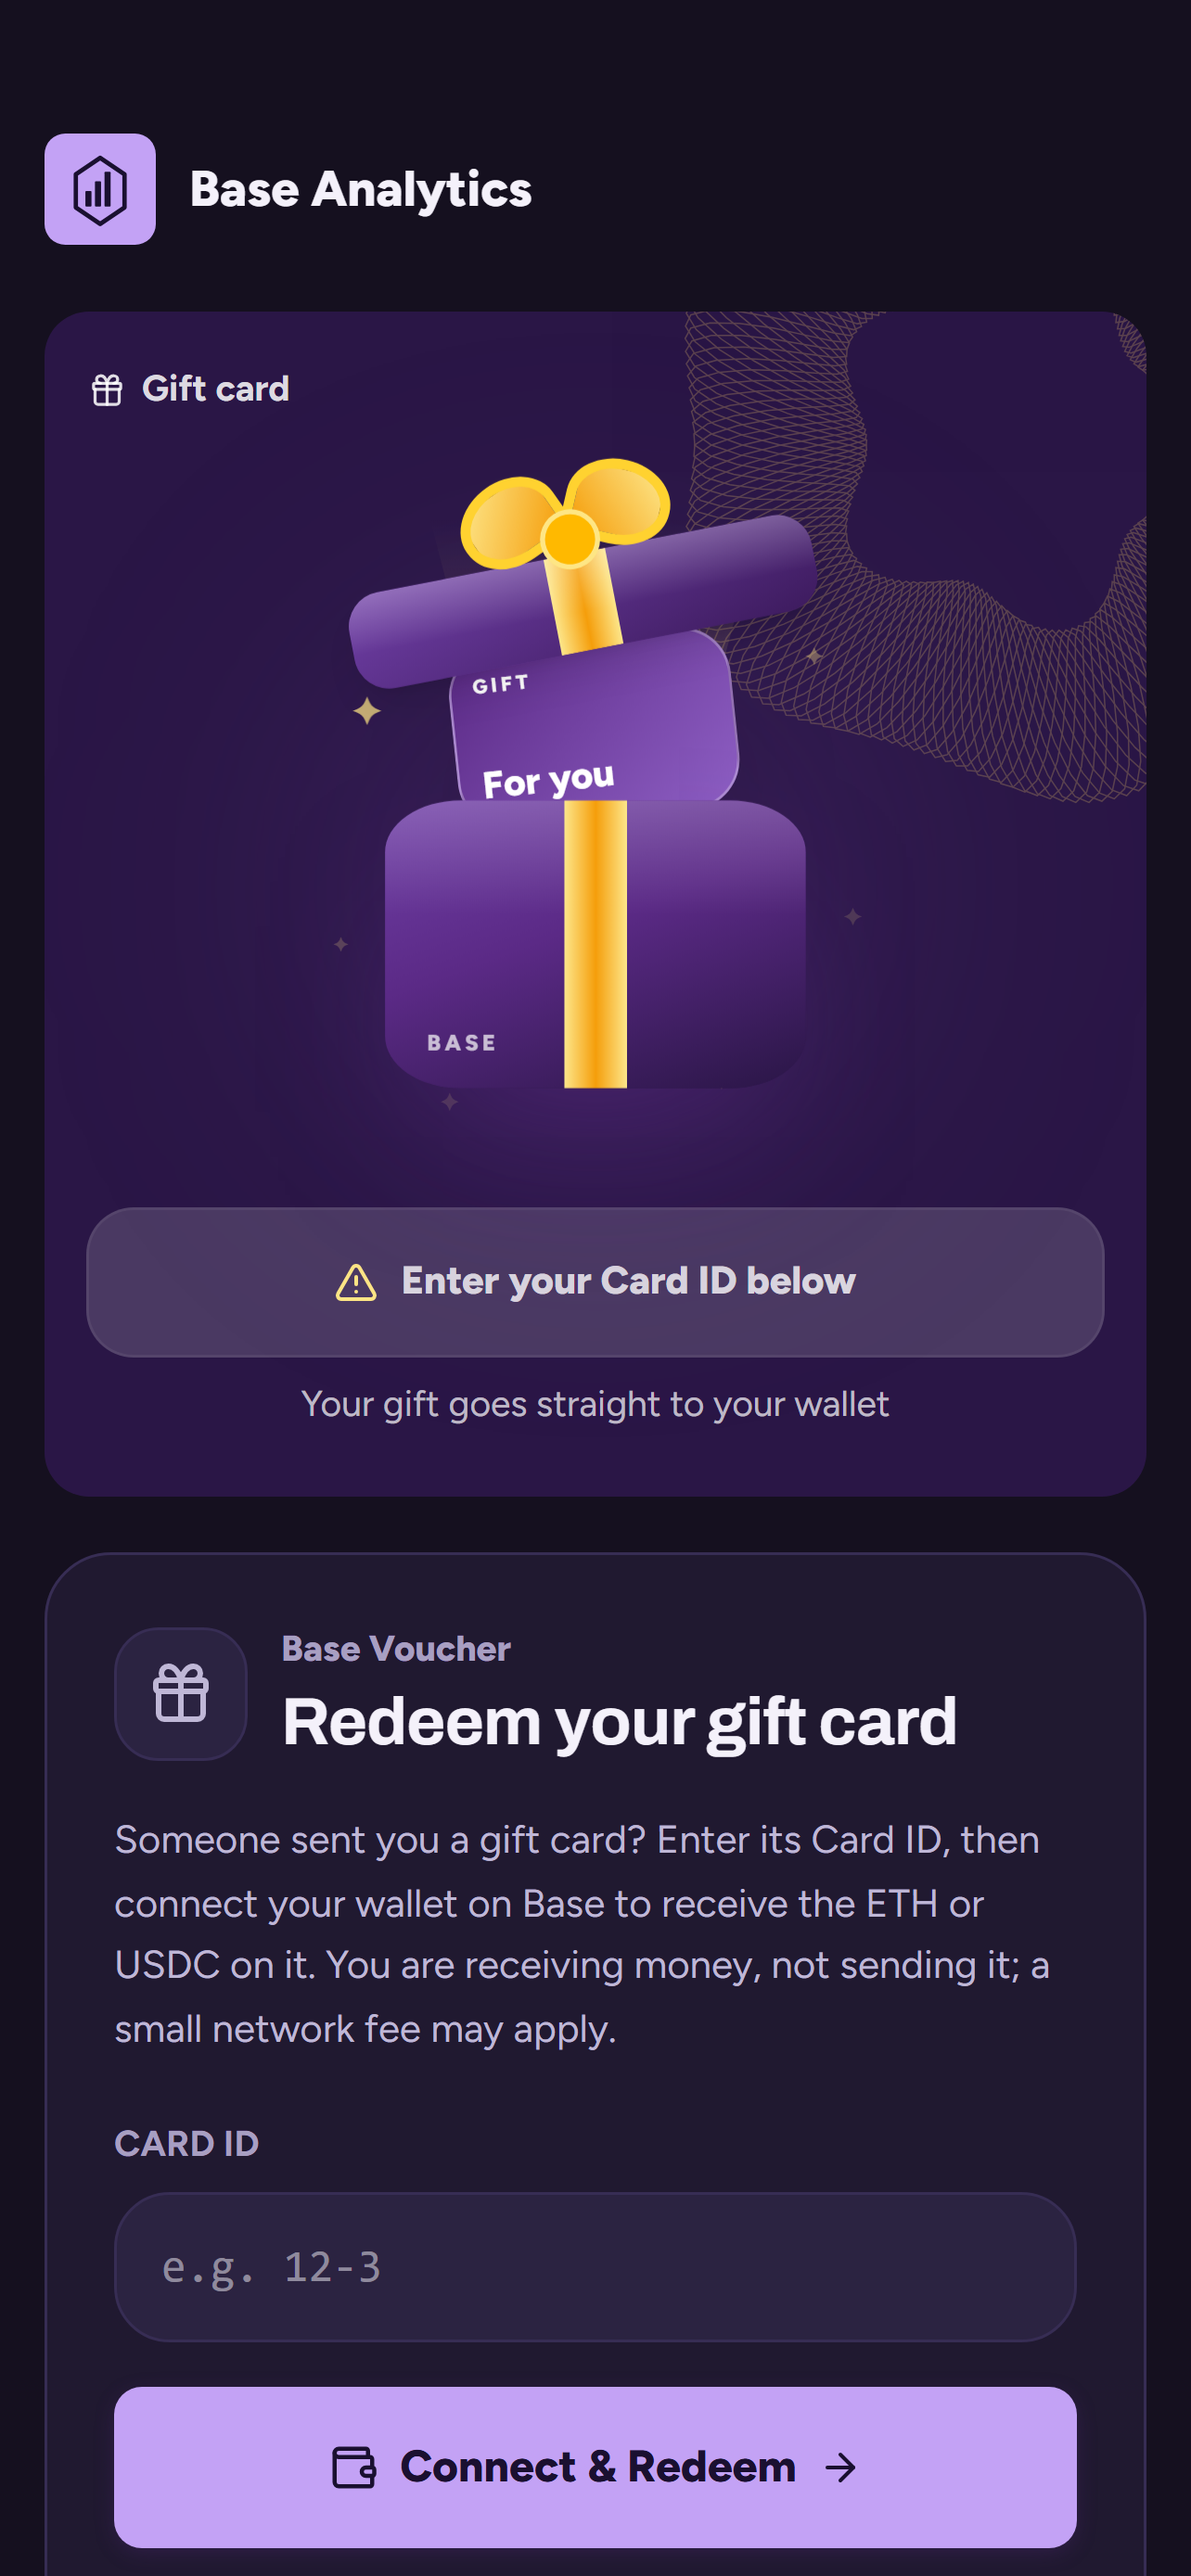 Base Analytics
Gift card
GIFT
For you
BASE
Enter your Card ID below
Your gift goes straight to your wallet
Base Voucher
Redeem your gift card
Someone sent you a gift card? Enter its Card ID, then
connect your wallet on Base to receive the ETH or
USDC on it. You are receiving money, not sending it; a
small network fee may apply.
CARD ID
e.g. 12-3
Connect & Redeem →